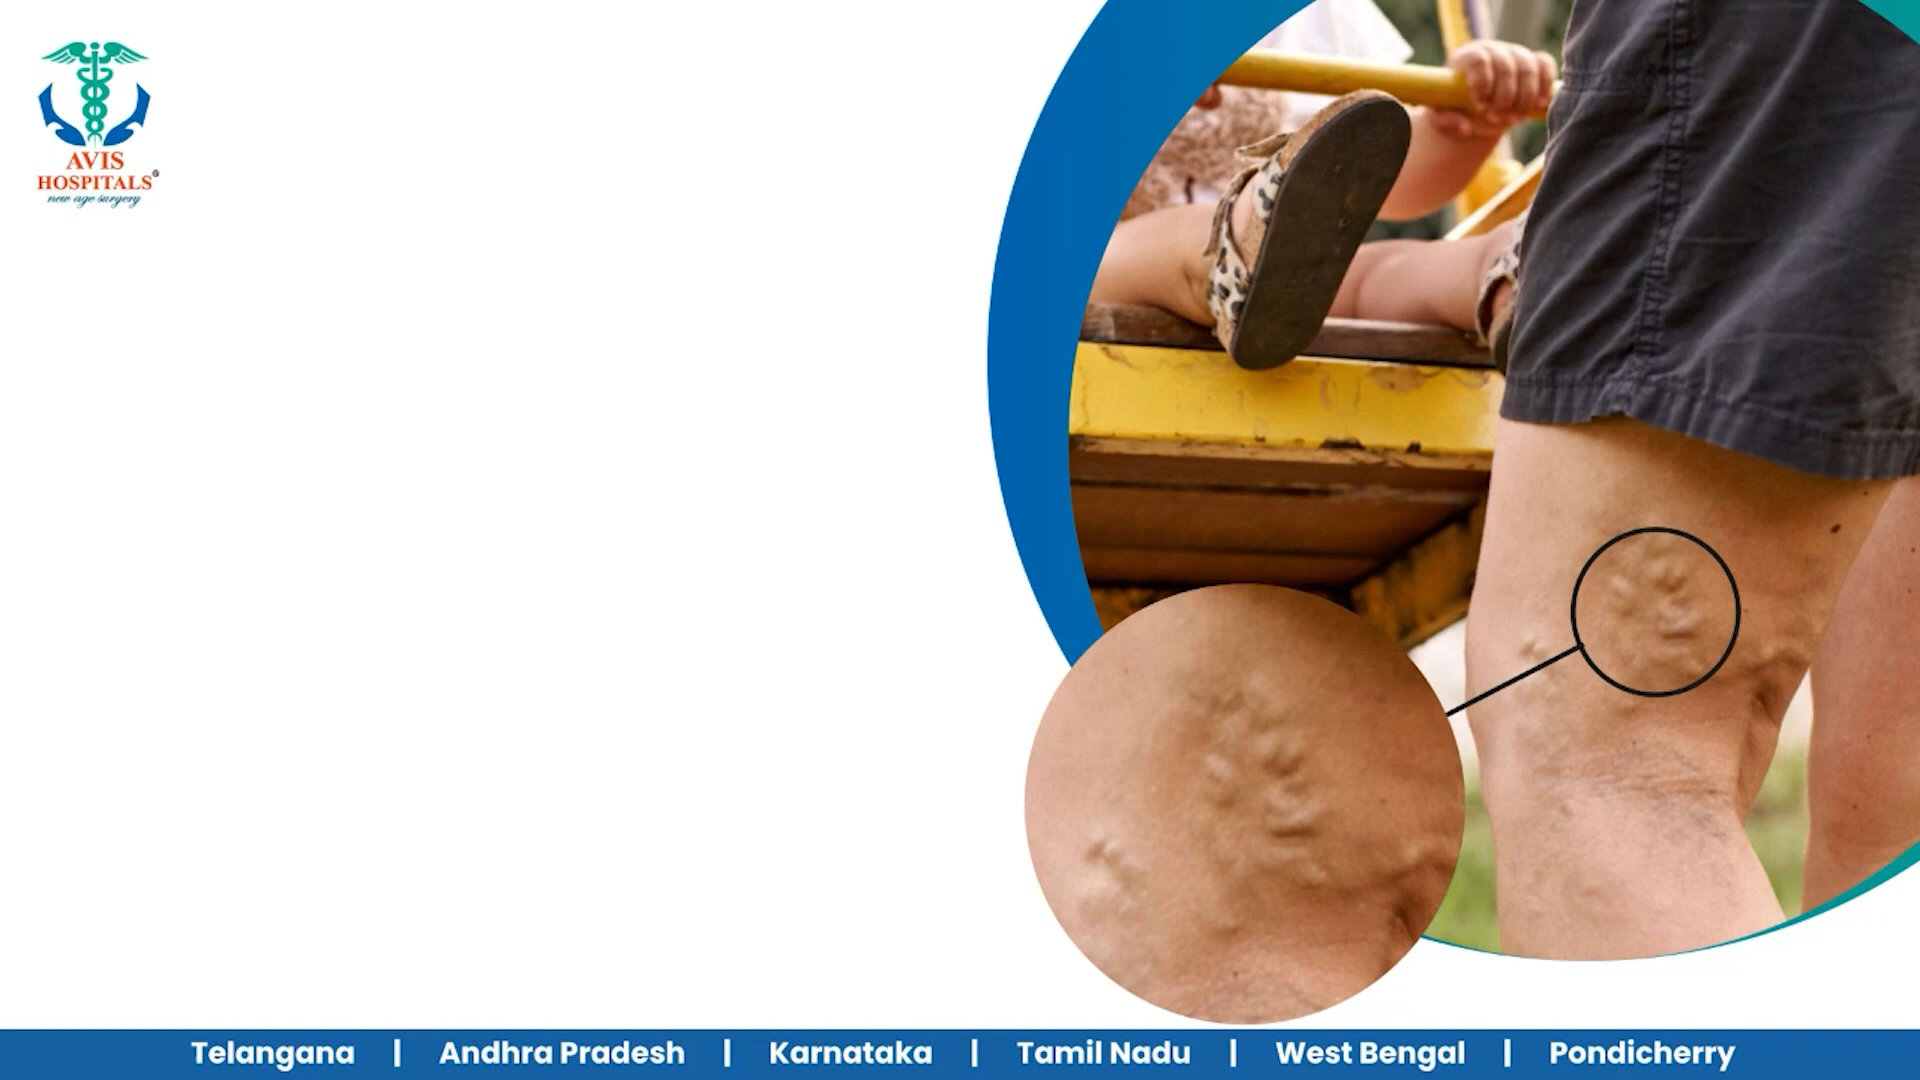 AVIS
HOSPITALS®
new age surgery
Telangana | Andhra Pradesh | Karnataka | Tamil Nadu | West Bengal | Pondicherry